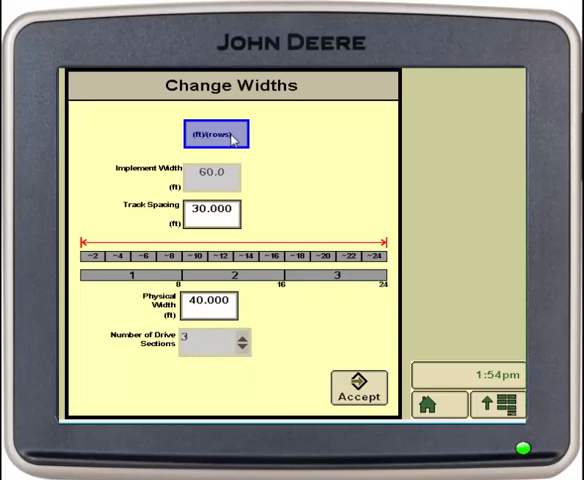 JOHN DEERE
Change Widths
(ft)/(rows)
Implement Width
(ft)
60.0
Track Spacing
(ft)
30.000
~2 ~4 ~6 ~8 ~10 ~12 ~14 ~16 ~18 ~20 ~22 ~24
1 2 3
8 16 24
Physical
Width
(ft)
40.000
Number of Drive
Sections
3
Accept
1:54pm